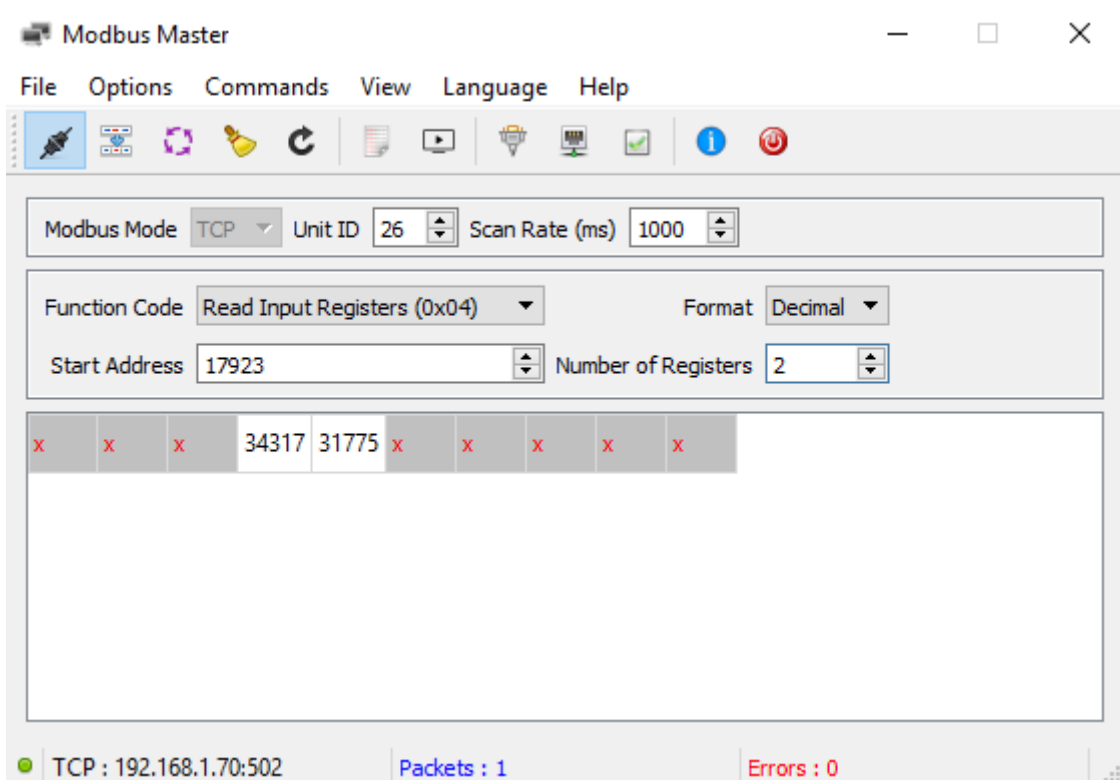 Modbus Master
File Options Commands View Language Help
Modbus Mode TCP Unit ID 26 Scan Rate (ms) 1000
Function Code Read Input Registers (0x04) Format Decimal
Start Address 17923 Number of Registers 2
x x x 34317 31775 x x x x x
TCP : 192.168.1.70:502 Packets : 1 Errors : 0